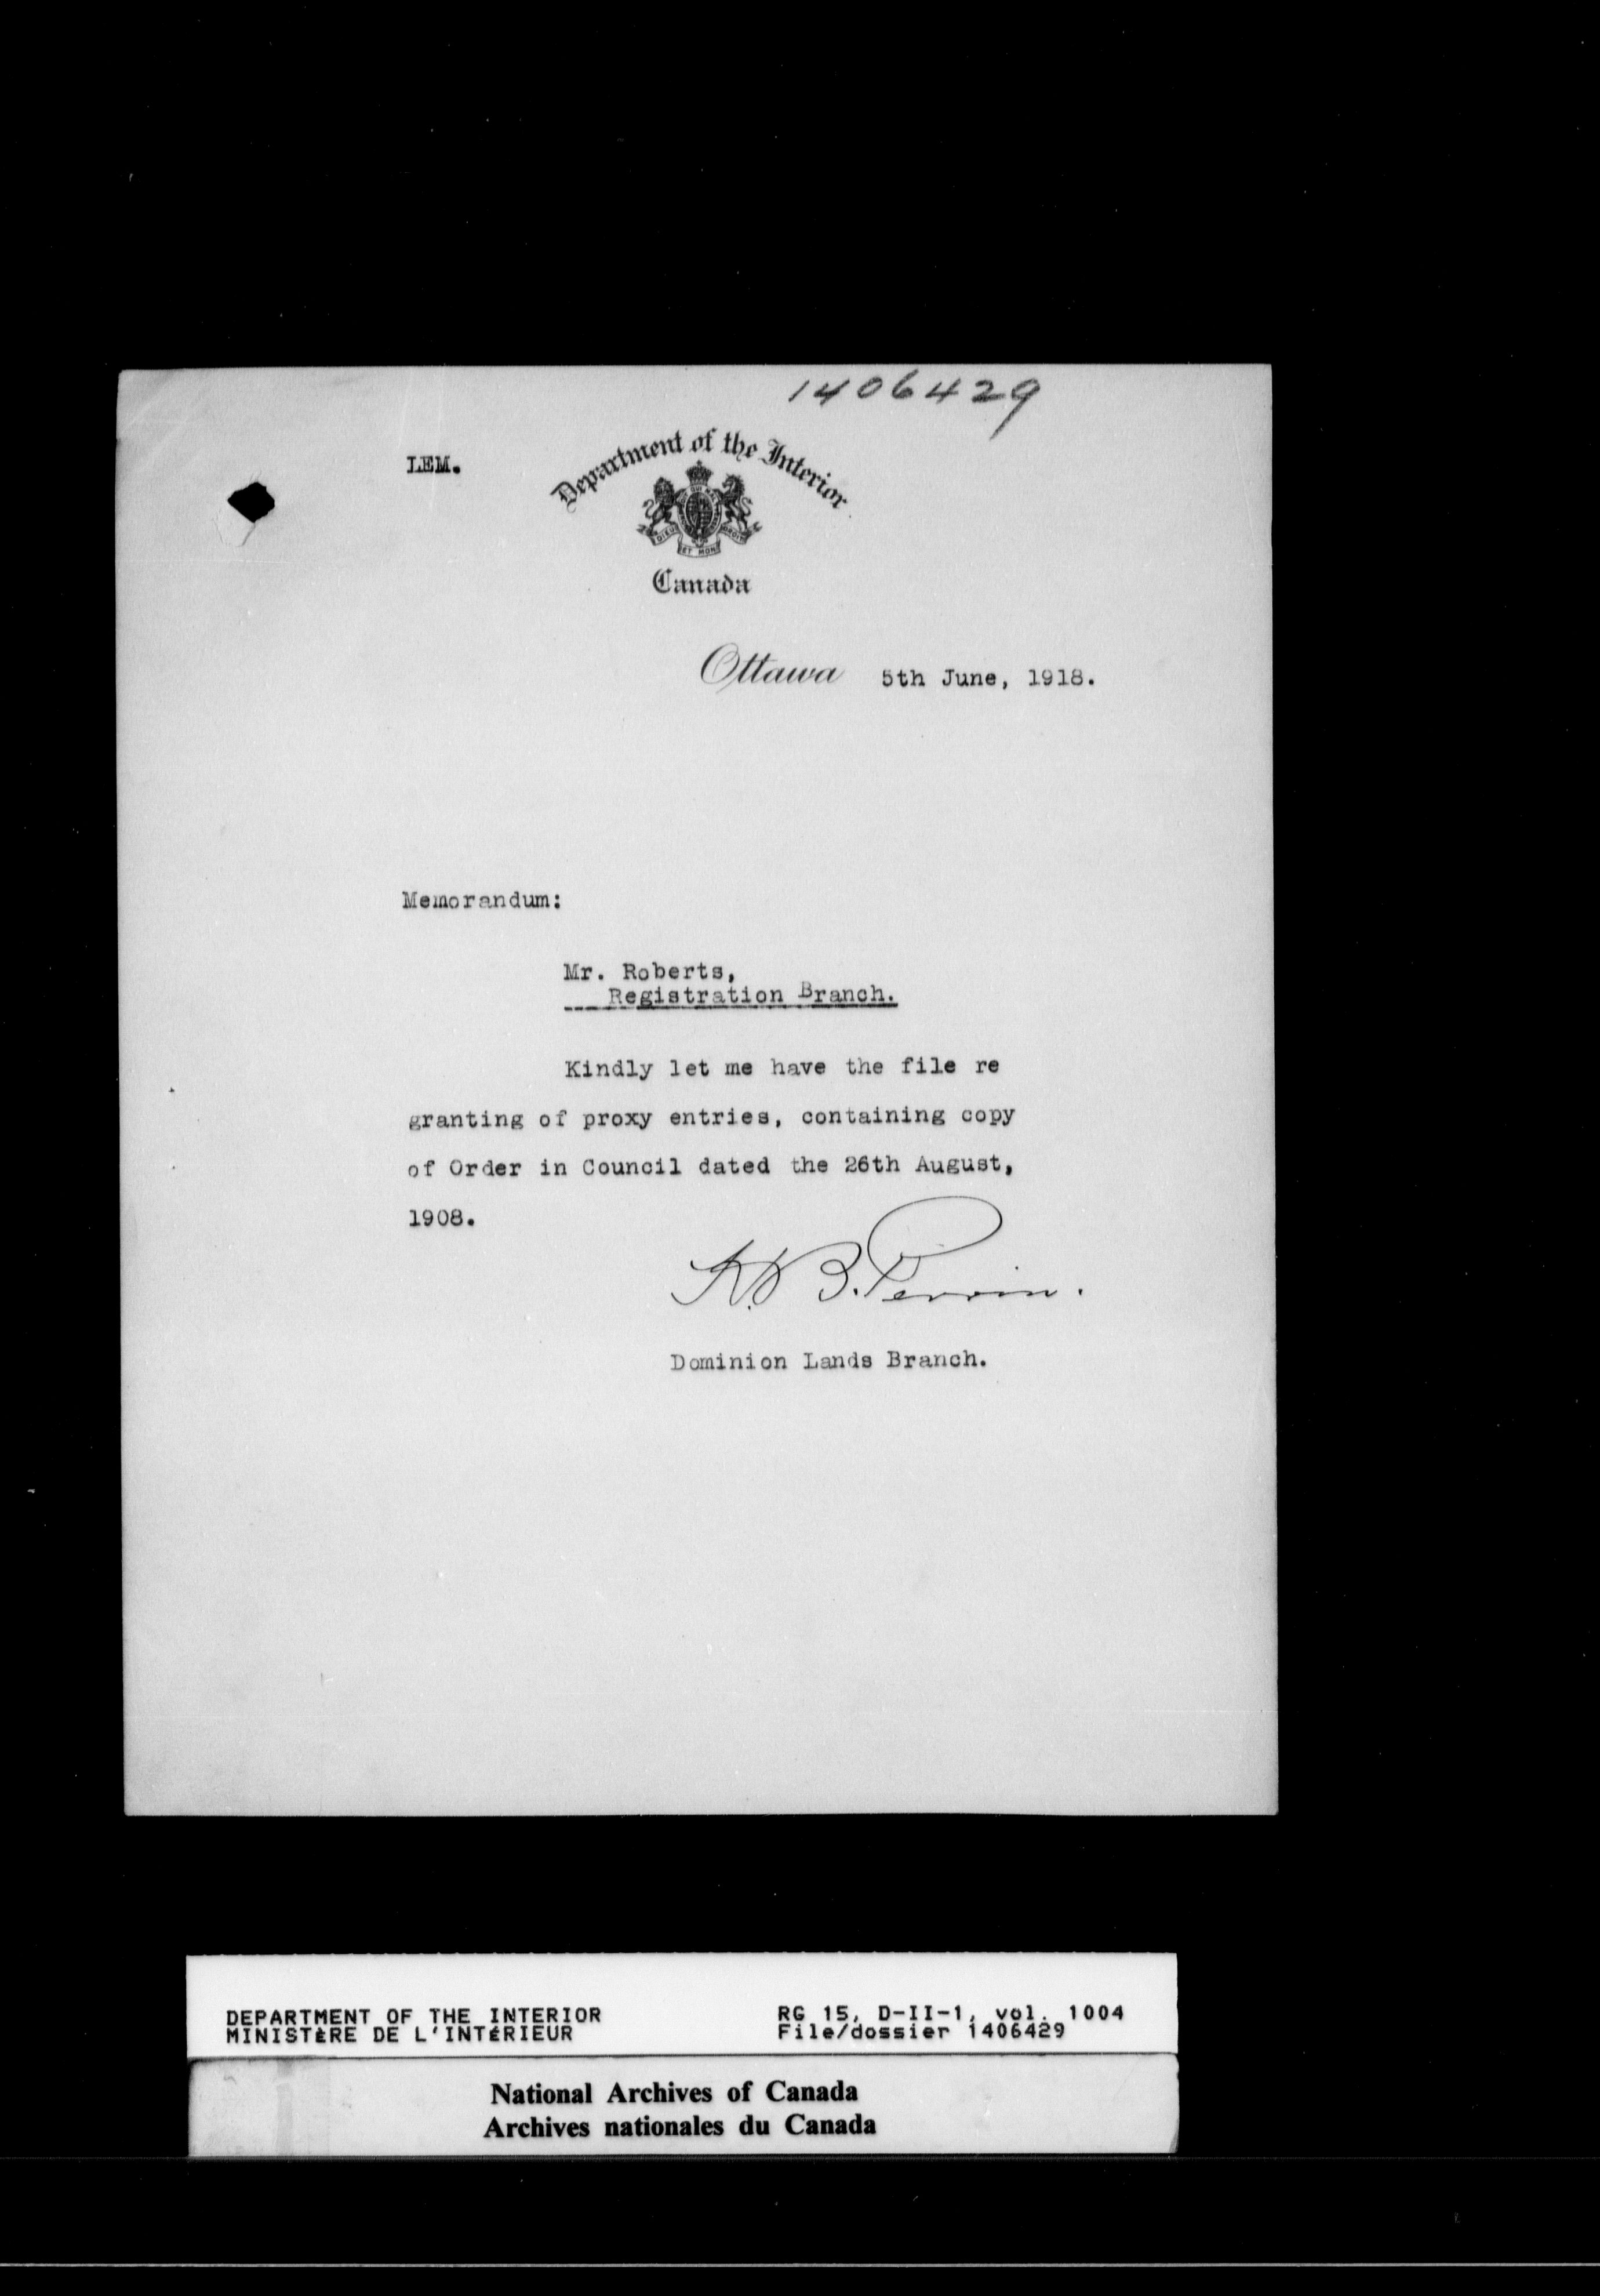 1406429
LEM.
Department of the Interior
DIEU ET MON DROIT
Canada
Ottawa 5th June, 1918.
Memorandum:
Mr. Roberts,
Registration Branch.
Kindly let me have the file re
granting of proxy entries, containing copy
of Order in Council dated the 26th August,
1908.
B. Perrin.
Dominion Lands Branch.
DEPARTMENT OF THE INTERIOR RG 15, D-II-1, vol. 1004
MINISTÈRE DE L'INTÉRIEUR File/dossier 1406429
National Archives of Canada
Archives nationales du Canada